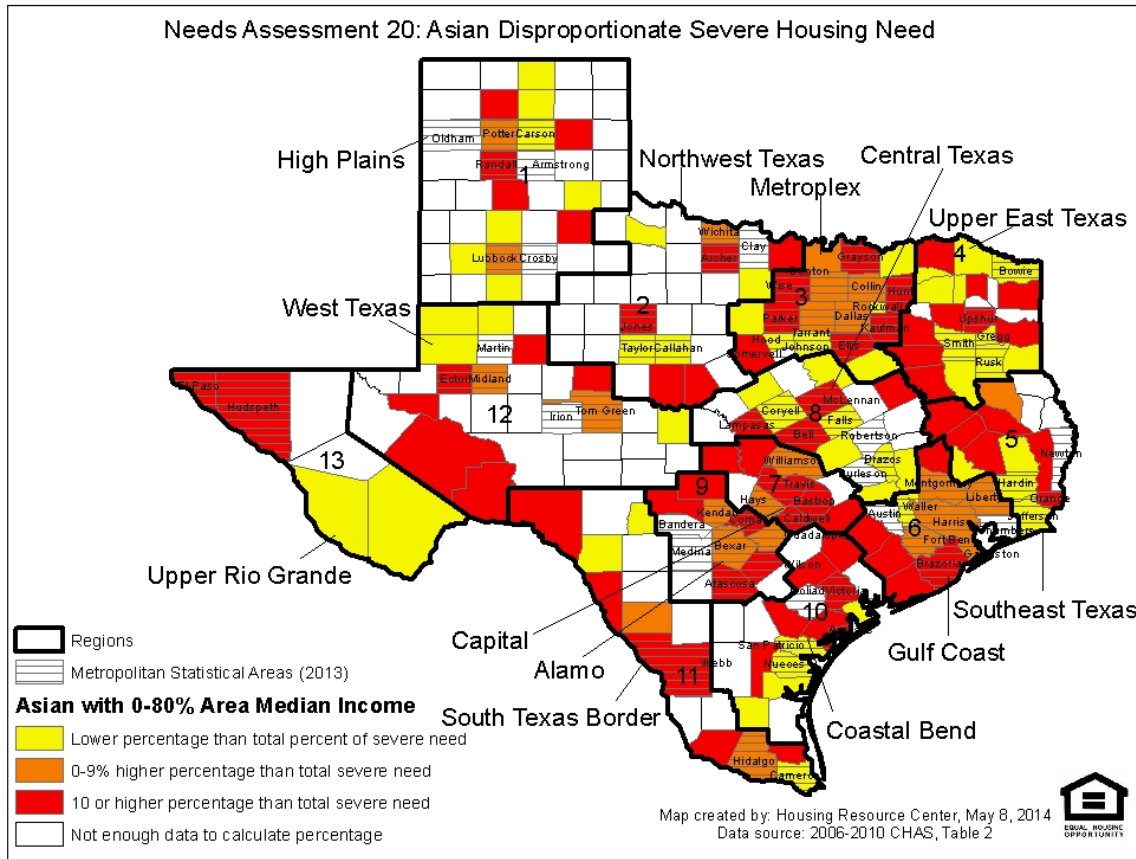 Needs Assessment 20: Asian Disproportionate Severe Housing Need
High Plains
Northwest Texas
Central Texas
Metroplex
Upper East Texas
West Texas
Upper Rio Grande
Capital
Alamo
South Texas Border
Coastal Bend
Gulf Coast
Southeast Texas
Oldham
Potter
Carson
Randall
Armstrong
1
Lubbock
Crosby
Wichita
Clay
Archer
2
Jones
Taylor
Callahan
Denton
Grayson
Wise
3
Collin
Hunt
Rockwall
Parker
Dallas
Tarrant
Kaufman
Hood
Johnson
Ellis
Somervell
4
Bowie
Upshur
Gregg
Smith
Rusk
Martin
Ector
Midland
12
Irion
Tom Green
El Paso
Hudspeth
13
McLennan
Coryell
8
Falls
Lampasas
Bell
Robertson
Brazos
Burleson
5
Newton
Hardin
Orange
Jefferson
Williamson
7
Travis
Hays
Bastrop
Caldwell
9
Kendall
Comal
Bandera
Guadalupe
Bexar
Medina
Wilson
Atascosa
Montgomery
Liberty
Waller
Austin
Harris
6
Chambers
Fort Bend
Galveston
Brazoria
Goliad
Victoria
10
San Patricio
Nueces
11
Webb
Hidalgo
Cameron
Regions
Metropolitan Statistical Areas (2013)
Asian with 0-80% Area Median Income
Lower percentage than total percent of severe need
0-9% higher percentage than total severe need
10 or higher percentage than total severe need
Not enough data to calculate percentage
Map created by: Housing Resource Center, May 8, 2014
Data source: 2006-2010 CHAS, Table 2
EQUAL HOUSING
OPPORTUNITY